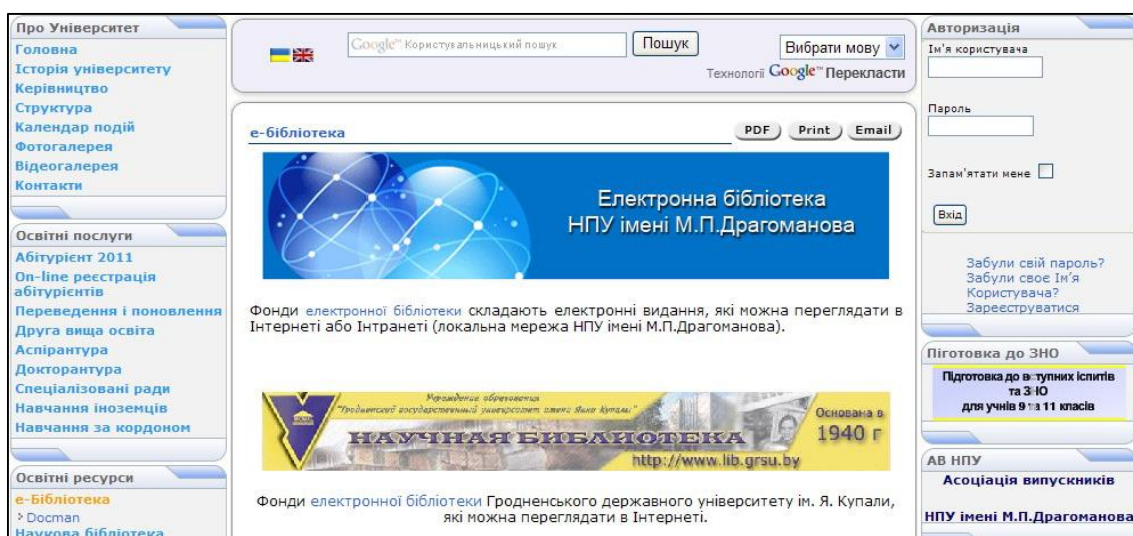 Про Університет
Головна
Історія університету
Керівництво
Структура
Календар подій
Фотогалерея
Відеогалерея
Контакти
Освітні послуги
Абітурієнт 2011
On-line реєстрація
абітурієнтів
Переведення і поновлення
Друга вища освіта
Аспірантура
Докторантура
Спеціалізовані ради
Навчання іноземців
Навчання за кордоном
Освітні ресурси
е-Бібліотека
Docman
Наукова бібліотека
Google™ Користувальницький пошук
Пошук
Вибрати мову
Технології Google™ Перекласти
е-бібліотека
PDF Print Email
Електронна бібліотека
НПУ імені М.П.Драгоманова
Фонди електронної бібліотеки складають електронні видання, які можна переглядати в
Інтернеті або Інтранеті (локальна мережа НПУ імені М.П.Драгоманова).
Учреждение образования
"Гродненский государственный университет имени Янки Купалы"
НАУЧНАЯ БИБЛИОТЕКА
Основана в
1940 г
http://www.lib.grsu.by
Фонди електронної бібліотеки Гродненського державного університету ім. Я. Купали,
які можна переглядати в Інтернеті.
Авторизація
Ім'я користувача
Пароль
Запам'ятати мене
Вхід
Забули свій пароль?
Забули своє Ім'я
Користувача?
Зареєструватися
Піготовка до ЗНО
Підготовка до вступних іспитів
та ЗНО
для учнів 9 та 11 класів
АВ НПУ
Асоціація випускників
НПУ імені М.П.Драгоманова